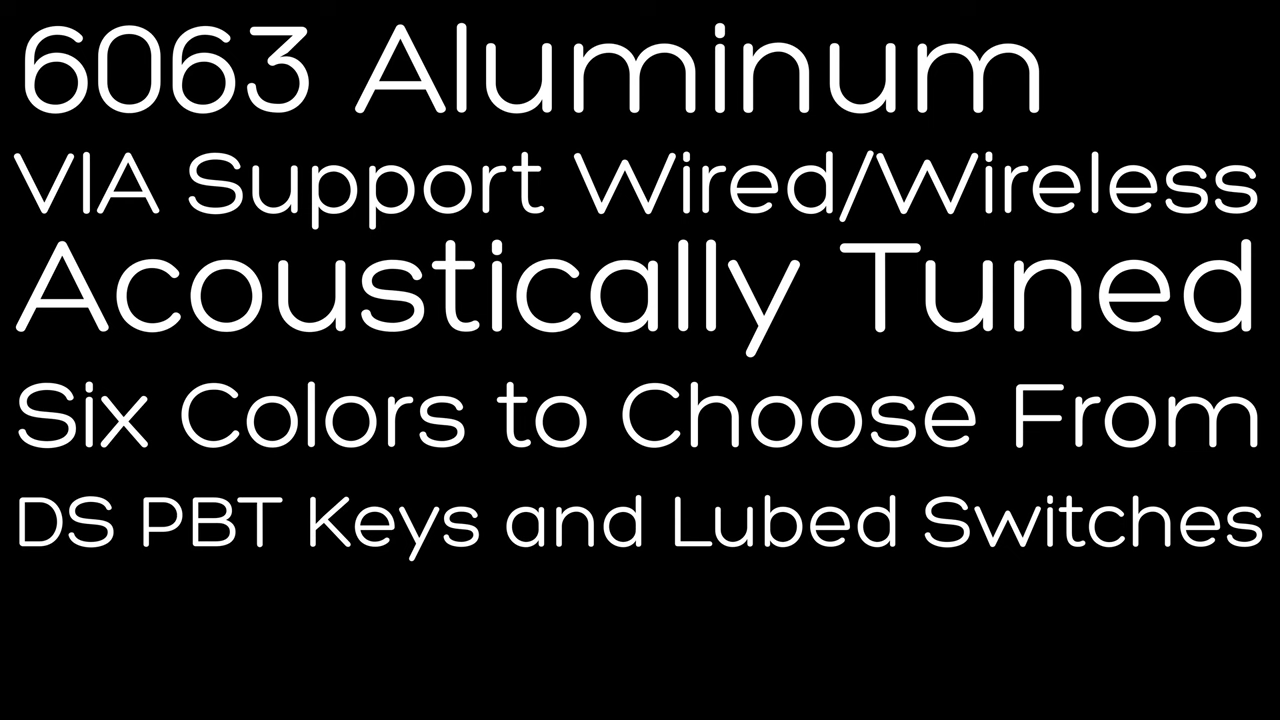 6063 Aluminum
VIA Support Wired/Wireless
Acoustically Tuned
Six Colors to Choose From
DS PBT Keys and Lubed Switches